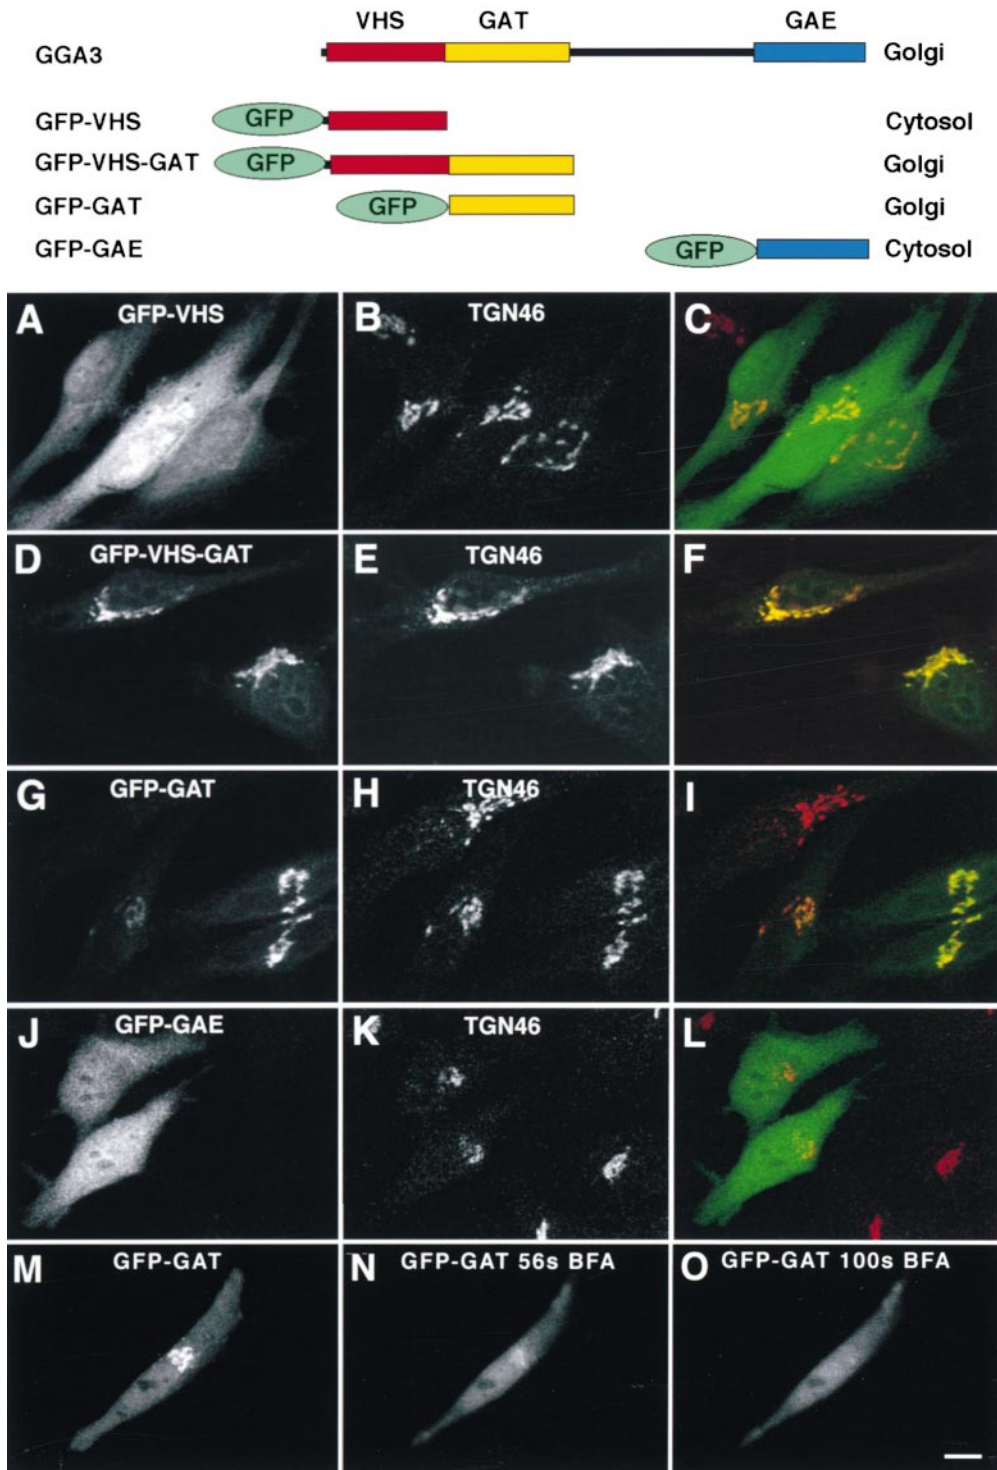 VHS GAT GAE
GGA3 Golgi
GFP-VHS GFP Cytosol
GFP-VHS-GAT GFP Golgi
GFP-GAT GFP Golgi
GFP-GAE GFP Cytosol
A GFP-VHS B TGN46 C
D GFP-VHS-GAT E TGN46 F
G GFP-GAT H TGN46 I
J GFP-GAE K TGN46 L
M GFP-GAT N GFP-GAT 56s BFA O GFP-GAT 100s BFA